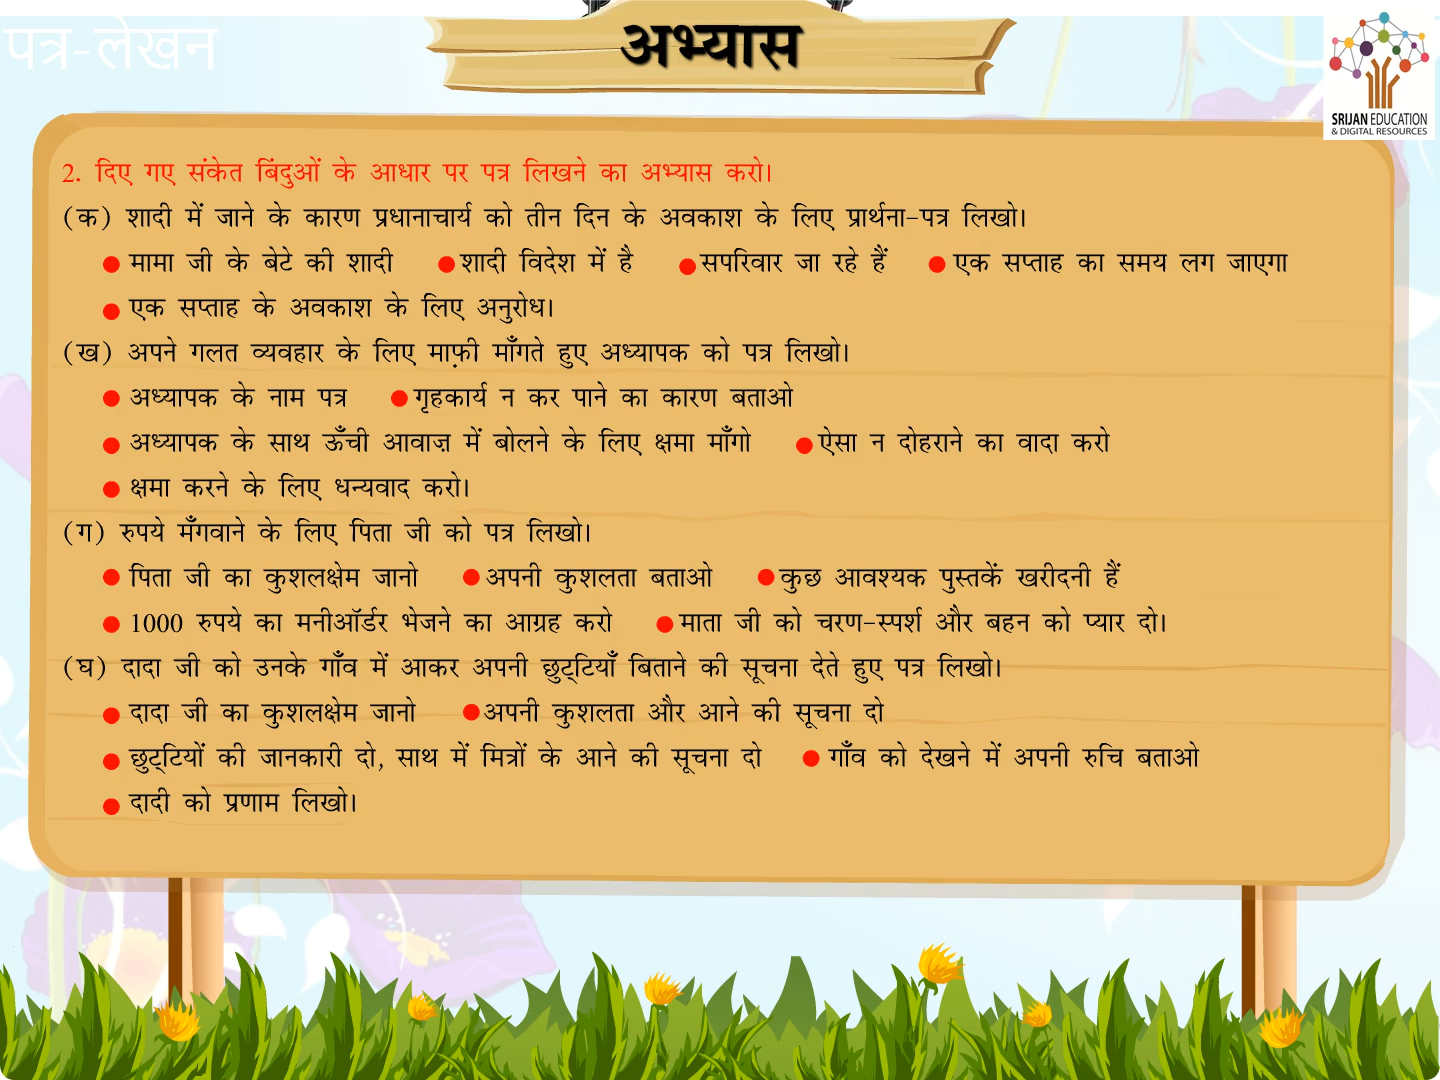 पत्र-लेखन
अभ्यास
SRIJAN EDUCATION
& DIGITAL RESOURCES
2. दिए गए संकेत बिंदुओं के आधार पर पत्र लिखने का अभ्यास करो।
(क) शादी में जाने के कारण प्रधानाचार्य को तीन दिन के अवकाश के लिए प्रार्थना-पत्र लिखो।
● मामा जी के बेटे की शादी ● शादी विदेश में है ● सपरिवार जा रहे हैं ● एक सप्ताह का समय लग जाएगा
● एक सप्ताह के अवकाश के लिए अनुरोध।
(ख) अपने गलत व्यवहार के लिए माफ़ी माँगते हुए अध्यापक को पत्र लिखो।
● अध्यापक के नाम पत्र ● गृहकार्य न कर पाने का कारण बताओ
● अध्यापक के साथ ऊँची आवाज़ में बोलने के लिए क्षमा माँगो ● ऐसा न दोहराने का वादा करो
● क्षमा करने के लिए धन्यवाद करो।
(ग) रुपये मँगवाने के लिए पिता जी को पत्र लिखो।
● पिता जी का कुशलक्षेम जानो ● अपनी कुशलता बताओ ● कुछ आवश्यक पुस्तकें खरीदनी हैं
● 1000 रुपये का मनीऑर्डर भेजने का आग्रह करो ● माता जी को चरण-स्पर्श और बहन को प्यार दो।
(घ) दादा जी को उनके गाँव में आकर अपनी छुट्टियाँ बिताने की सूचना देते हुए पत्र लिखो।
● दादा जी का कुशलक्षेम जानो ● अपनी कुशलता और आने की सूचना दो
● छुट्टियों की जानकारी दो, साथ में मित्रों के आने की सूचना दो ● गाँव को देखने में अपनी रुचि बताओ
● दादी को प्रणाम लिखो।